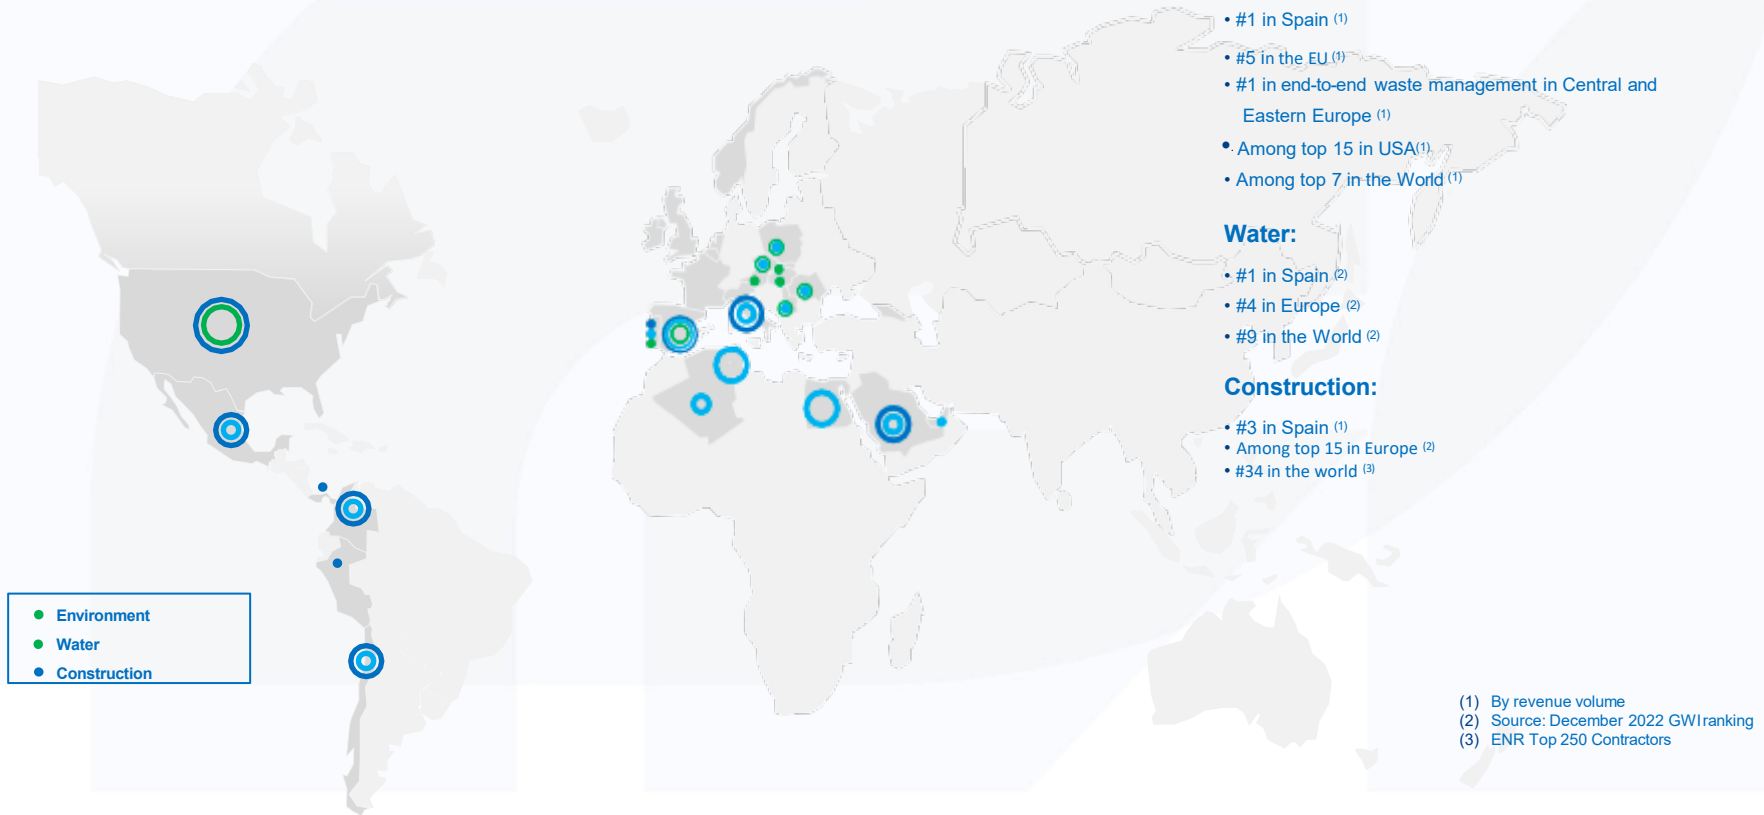 • #1 in Spain (1)
• #5 in the EU (1)
• #1 in end-to-end waste management in Central and
Eastern Europe (1)
• Among top 15 in USA(1)
• Among top 7 in the World (1)
Water:
• #1 in Spain (2)
• #4 in Europe (2)
• #9 in the World (2)
Construction:
• #3 in Spain (1)
• Among top 15 in Europe (2)
• #34 in the world (3)
• Environment
• Water
• Construction
(1) By revenue volume
(2) Source: December 2022 GWI ranking
(3) ENR Top 250 Contractors